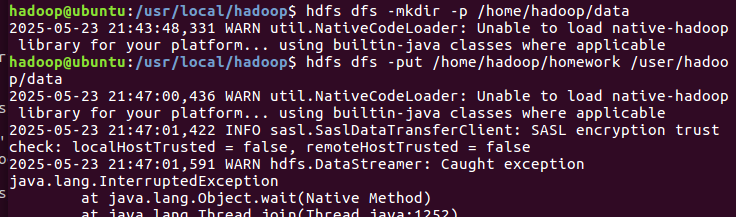 hadoop@ubuntu:/usr/local/hadoop$ hdfs dfs -mkdir -p /home/hadoop/data
2025-05-23 21:43:48,331 WARN util.NativeCodeLoader: Unable to load native-hadoop
library for your platform... using builtin-java classes where applicable
hadoop@ubuntu:/usr/local/hadoop$ hdfs dfs -put /home/hadoop/homework /user/hadoo
p/data
2025-05-23 21:47:00,436 WARN util.NativeCodeLoader: Unable to load native-hadoop
library for your platform... using builtin-java classes where applicable
2025-05-23 21:47:01,422 INFO sasl.SaslDataTransferClient: SASL encryption trust
check: localHostTrusted = false, remoteHostTrusted = false
2025-05-23 21:47:01,591 WARN hdfs.DataStreamer: Caught exception
java.lang.InterruptedException
at java.lang.Object.wait(Native Method)
at java.lang.Thread.join(Thread.java:1252)